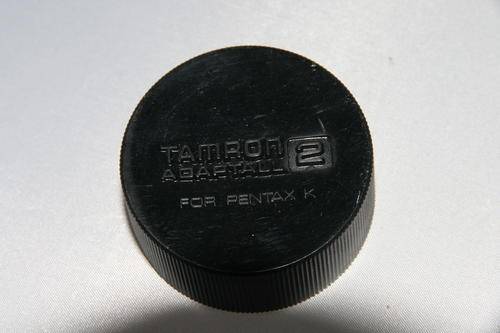 TAMRON
ADAPTALL 2
FOR PENTAX K